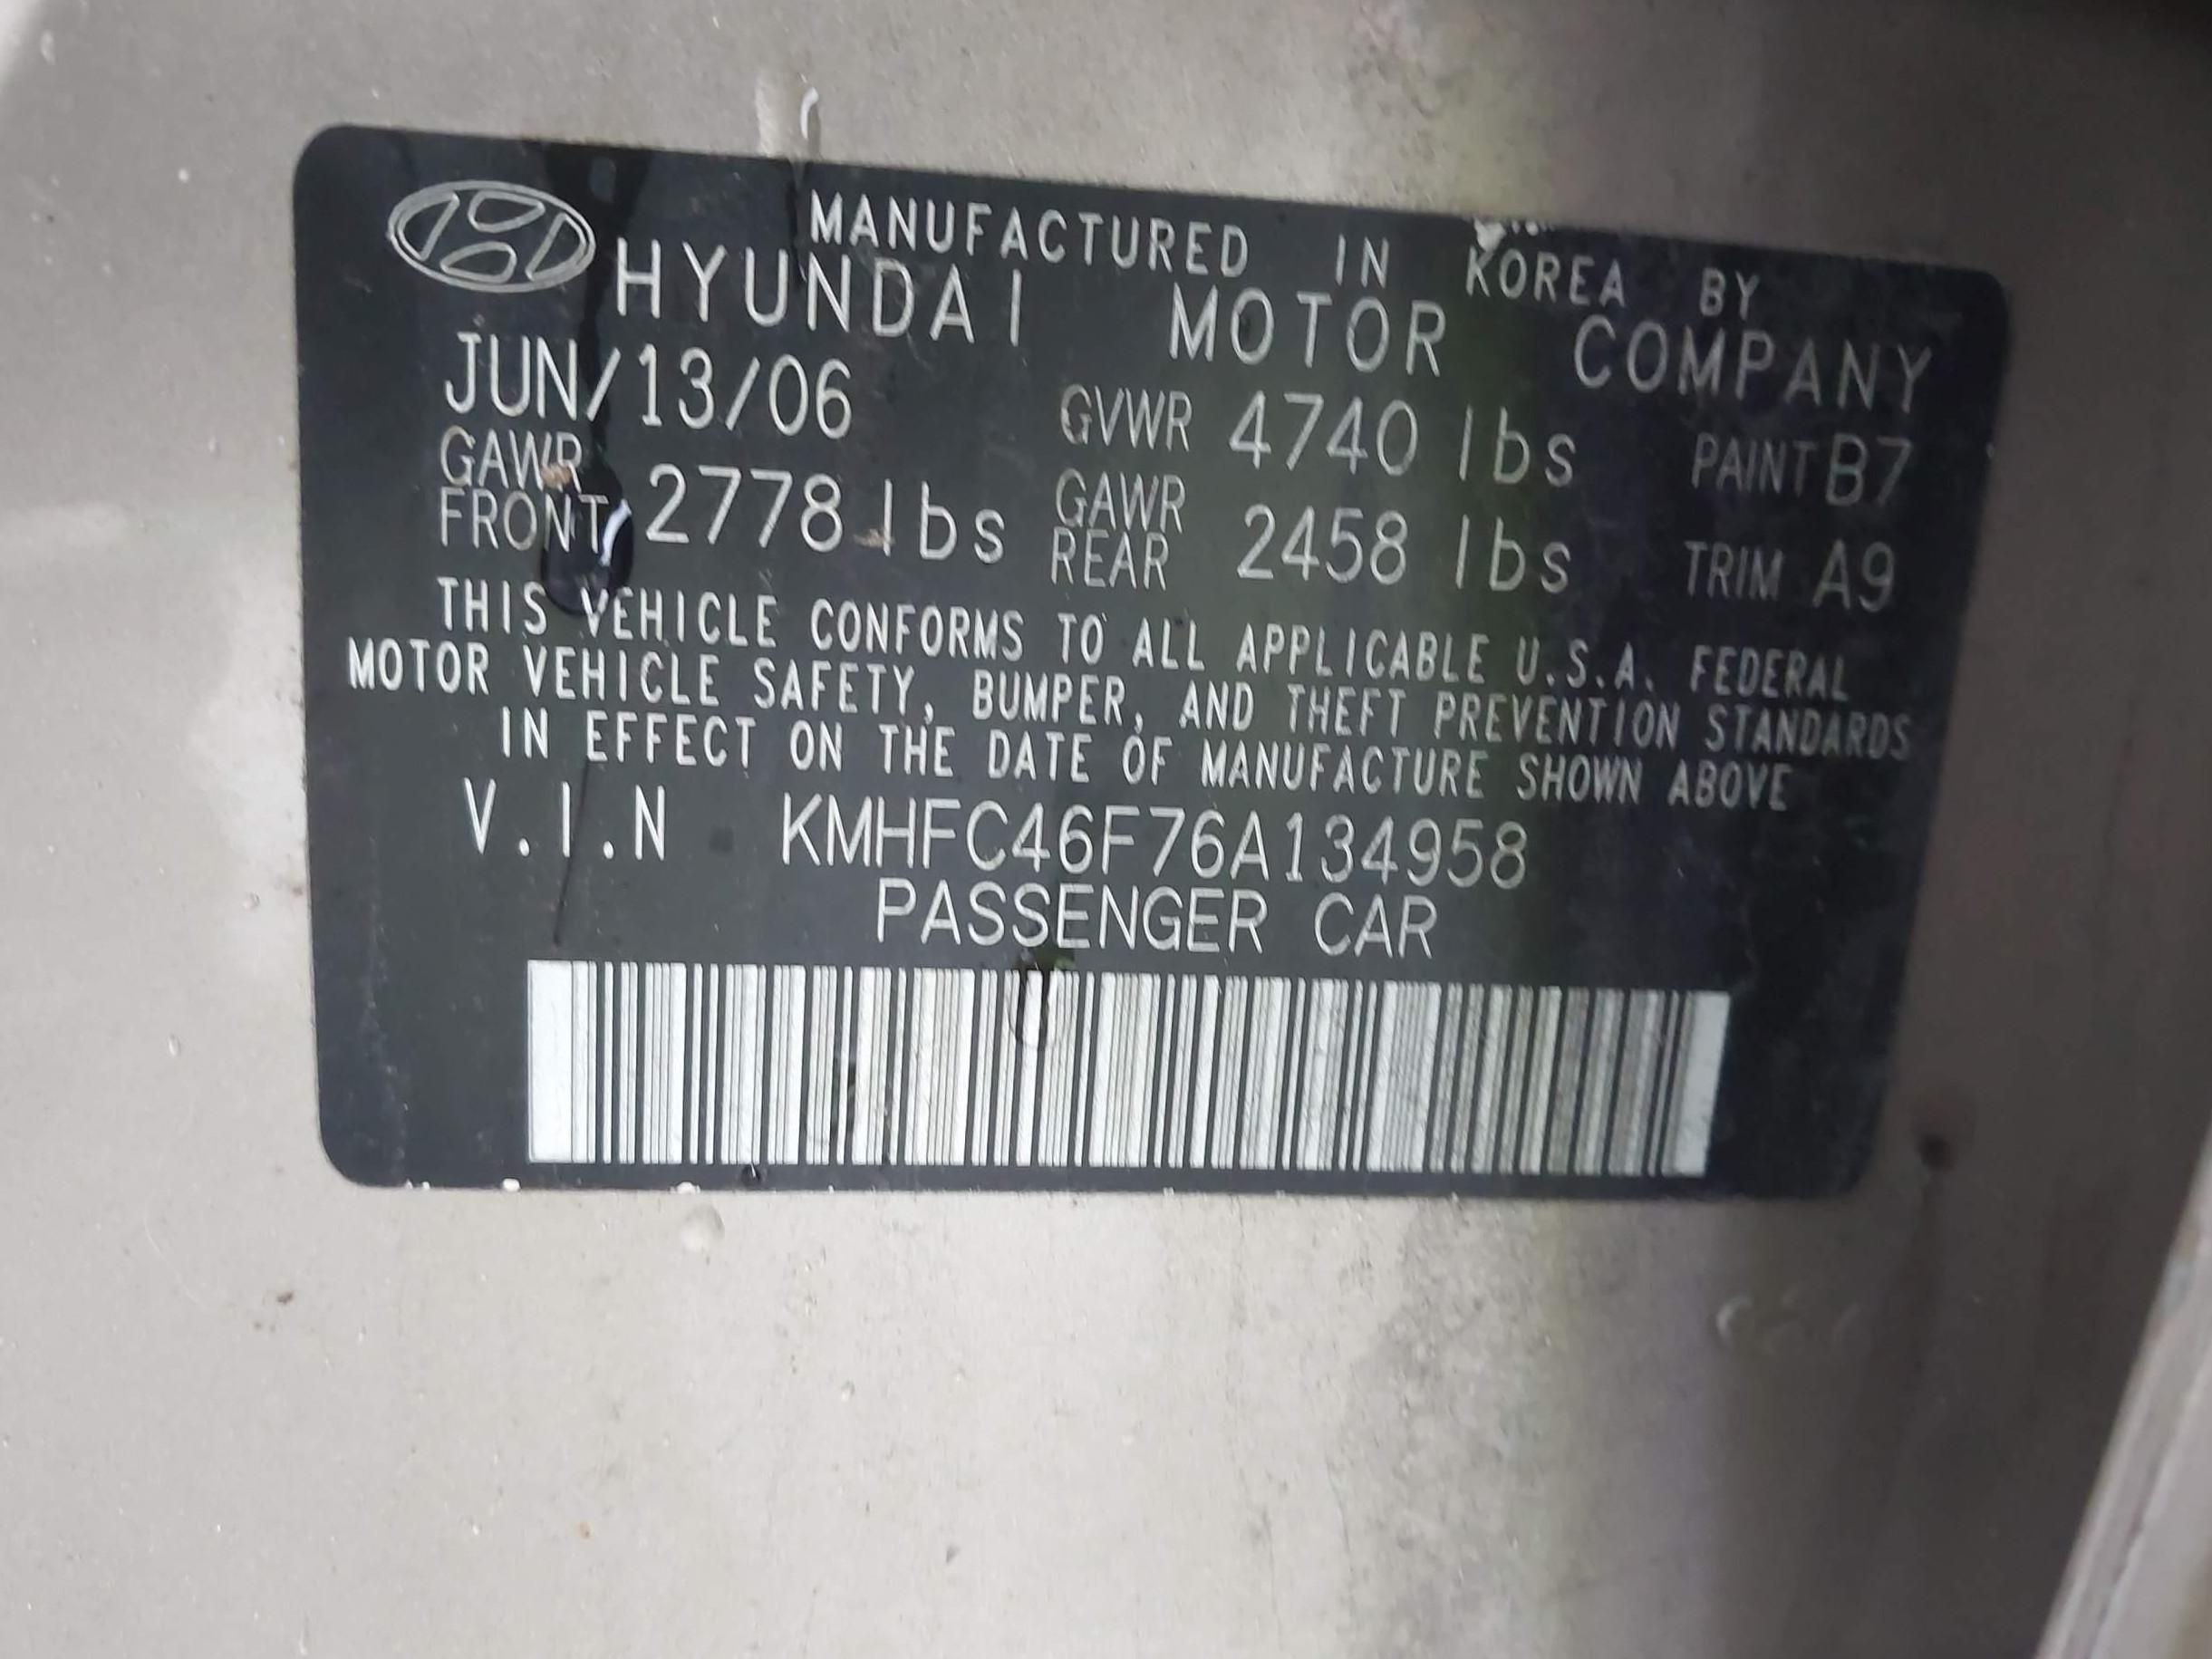 MANUFACTURED IN KOREA BY
HYUNDAI MOTOR COMPANY
JUN/13/06 GVWR 4740 lbs PAINT B7
GAWR FRONT 2778 lbs GAWR REAR 2458 lbs TRIM A9
THIS VEHICLE CONFORMS TO ALL APPLICABLE U.S.A. FEDERAL
MOTOR VEHICLE SAFETY, BUMPER, AND THEFT PREVENTION STANDARDS
IN EFFECT ON THE DATE OF MANUFACTURE SHOWN ABOVE
V.I.N KMHFC46F76A134958
PASSENGER CAR